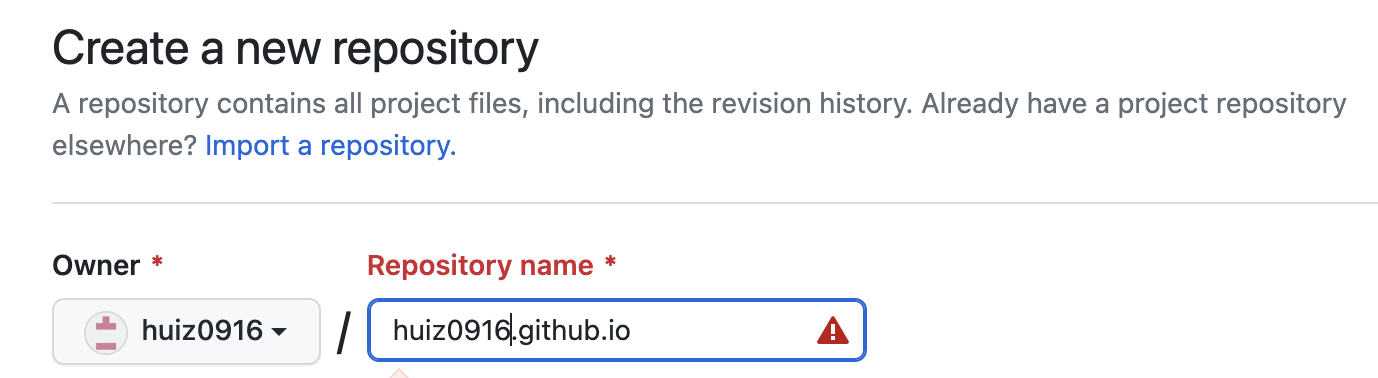 Create a new repository
A repository contains all project files, including the revision history. Already have a project repository
elsewhere? Import a repository.
Owner * Repository name *
huiz0916 / huiz0916.github.io